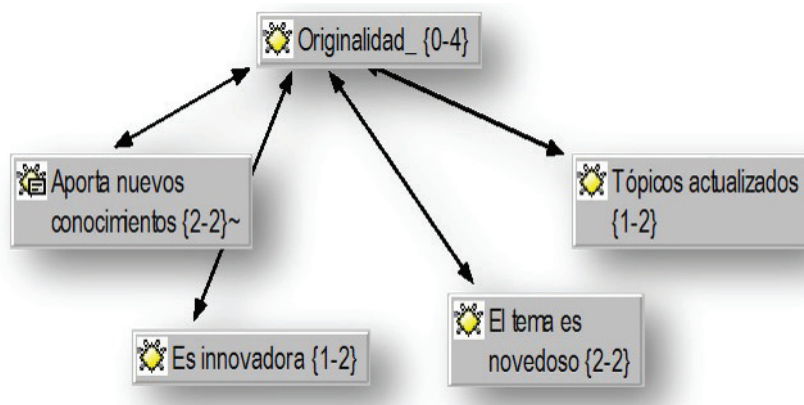 Originalidad_ {0-4}
Aporta nuevos
conocimientos {2-2}~
Tópicos actualizados
{1-2}
Es innovadora {1-2}
El tema es
novedoso {2-2}